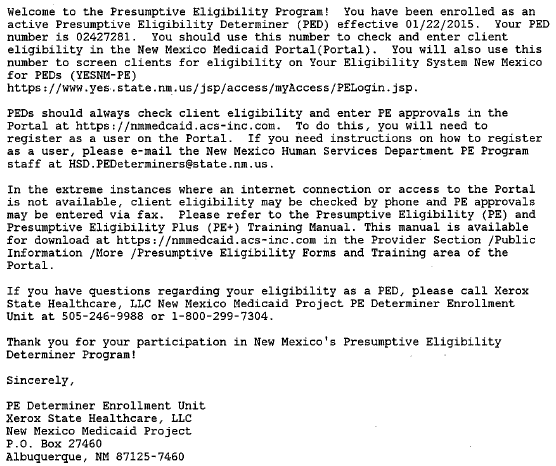 Welcome to the Presumptive Eligibility Program!  You have been enrolled as an
active Presumptive Eligibility Determiner (PED) effective 01/22/2015.  Your PED
number is 02427281.  You should use this number to check and enter client
eligibility in the New Mexico Medicaid Portal(Portal).  You will also use this
number to screen clients for eligibility on Your Eligibility System New Mexico
for PEDs (YESNM-PE)
https://www.yes.state.nm.us/jsp/access/myAccess/PELogin.jsp.
PEDs should always check client eligibility and enter PE approvals in the
Portal at https://nmmedcaid.acs-inc.com.  To do this, you will need to
register as a user on the Portal.  If you need instructions on how to register
as a user, please e-mail the New Mexico Human Services Department PE Program
staff at HSD.PEDeterminers@state.nm.us.
In the extreme instances where an internet connection or access to the Portal
is not available, client eligibility may be checked by phone and PE approvals
may be entered via fax.  Please refer to the Presumptive Eligibility (PE) and
Presumptive Eligibility Plus (PE+) Training Manual. This manual is available
for download at https://nmmedcaid.acs-inc.com in the Provider Section /Public
Information /More /Presumptive Eligibility Forms and Training area of the
Portal.
If you have questions regarding your eligibility as a PED, please call Xerox
State Healthcare, LLC New Mexico Medicaid Project PE Determiner Enrollment
Unit at 505-246-9988 or 1-800-299-7304.
Thank you for your participation in New Mexico's Presumptive Eligibility
Determiner Program!
Sincerely,
PE Determiner Enrollment Unit
Xerox State Healthcare, LLC
New Mexico Medicaid Project
P.O. Box 27460
Albuquerque, NM 87125-7460